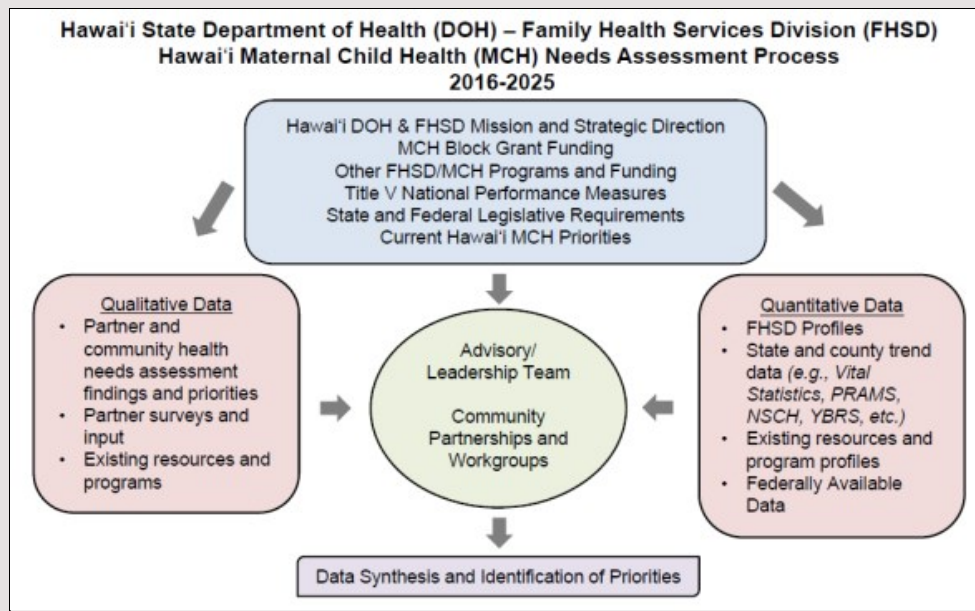 Hawaiʻi State Department of Health (DOH) – Family Health Services Division (FHSD)
Hawaiʻi Maternal Child Health (MCH) Needs Assessment Process
2016-2025
Hawaiʻi DOH & FHSD Mission and Strategic Direction
MCH Block Grant Funding
Other FHSD/MCH Programs and Funding
Title V National Performance Measures
State and Federal Legislative Requirements
Current Hawaiʻi MCH Priorities
Qualitative Data
• Partner and
community health
needs assessment
findings and priorities
• Partner surveys and
input
• Existing resources and
programs
Advisory/
Leadership Team
Community
Partnerships and
Workgroups
Quantitative Data
• FHSD Profiles
• State and county trend
data (e.g., Vital
Statistics, PRAMS,
NSCH, YBRS, etc.)
• Existing resources and
program profiles
• Federally Available
Data
Data Synthesis and Identification of Priorities